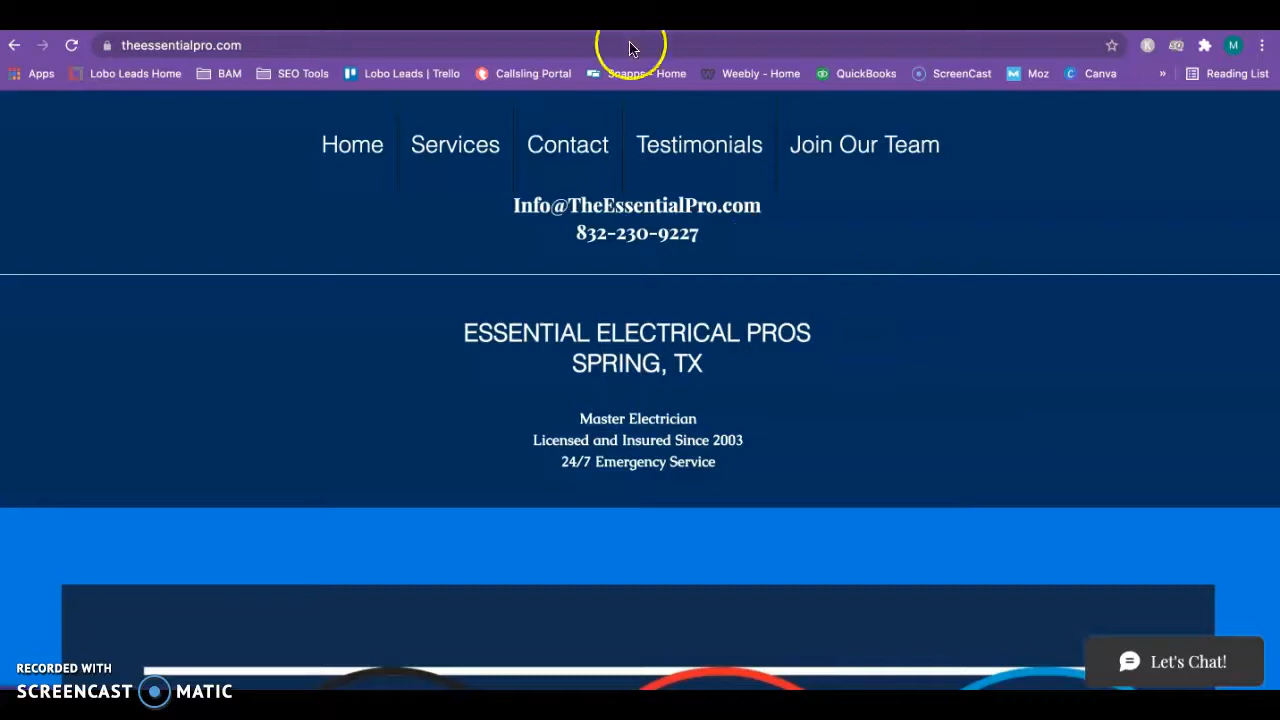 theessentialpro.com
M
Apps Lobo Leads Home BAM SEO Tools Lobo Leads | Trello Callsling Portal Snapps - Home Weebly - Home QuickBooks ScreenCast Moz Canva » Reading List
Home Services Contact Testimonials Join Our Team
Info@TheEssentialPro.com
832-230-9227
ESSENTIAL ELECTRICAL PROS
SPRING, TX
Master Electrician
Licensed and Insured Since 2003
24/7 Emergency Service
Let's Chat!
RECORDED WITH
SCREENCAST MATIC